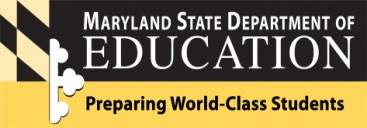 MARYLAND STATE DEPARTMENT OF
EDUCATION
Preparing World-Class Students